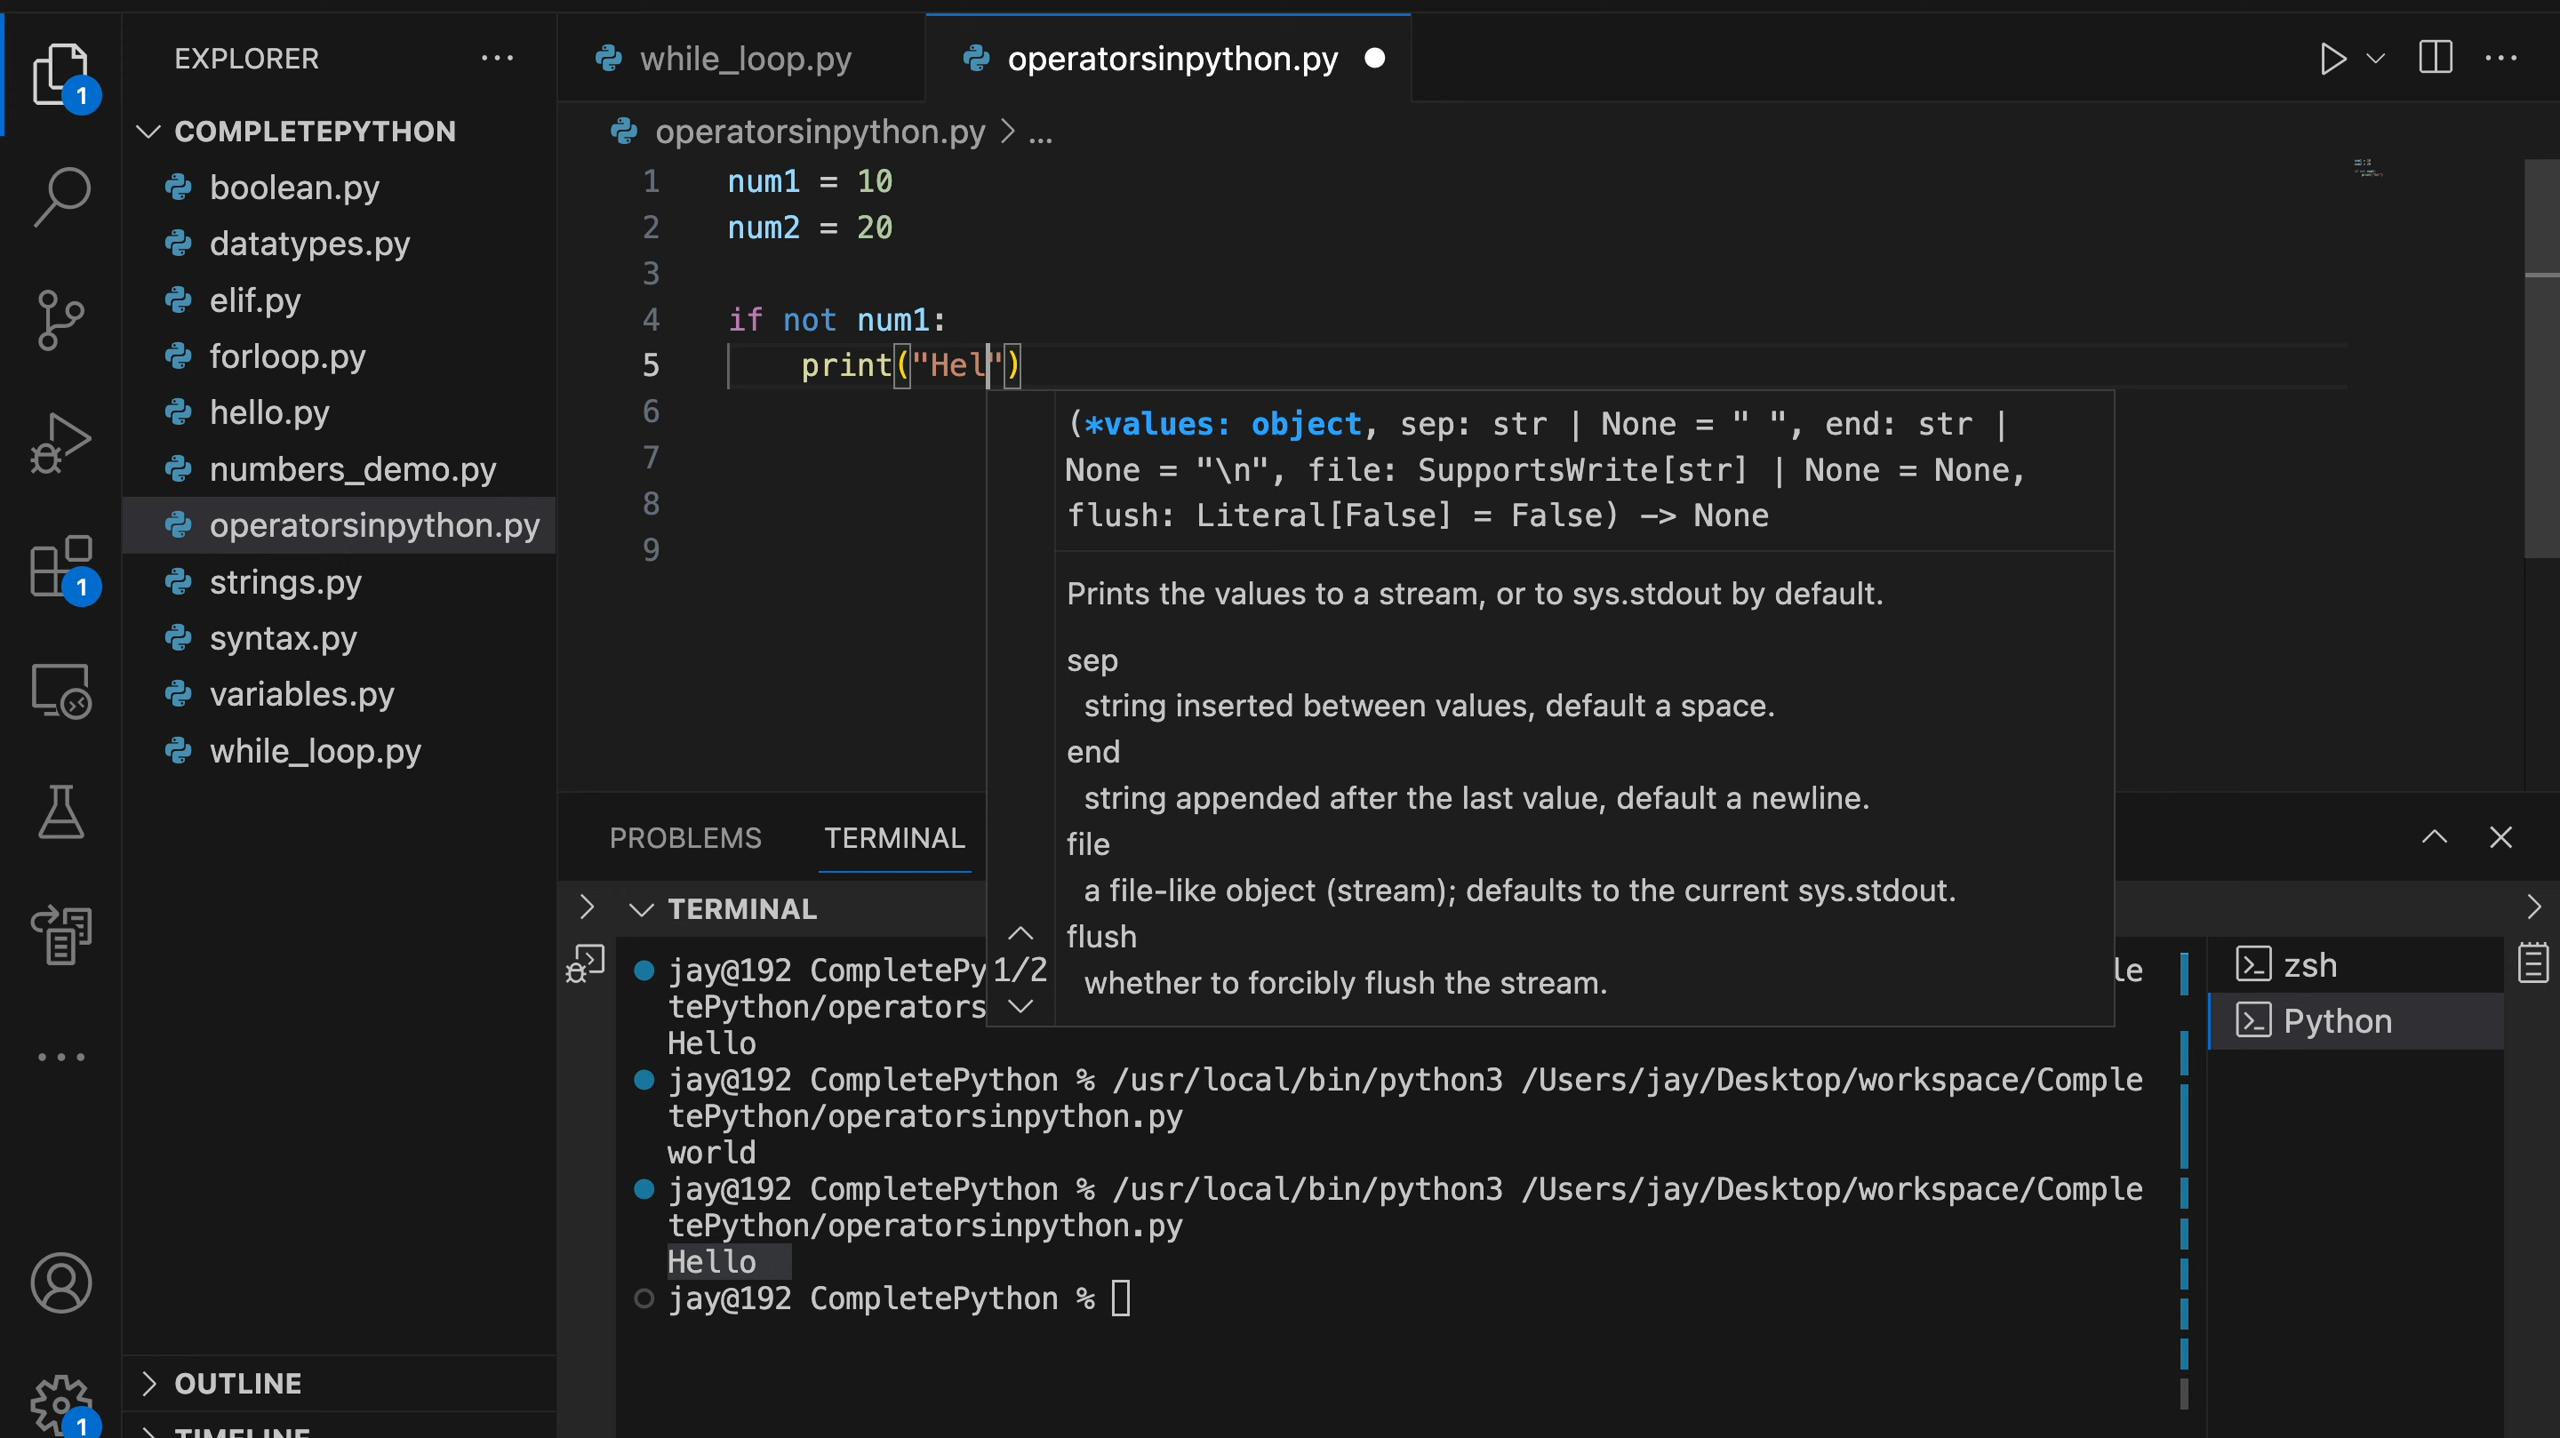 EXPLORER
while_loop.py
operatorsinpython.py
1
COMPLETEPYTHON
boolean.py
datatypes.py
elif.py
forloop.py
hello.py
numbers_demo.py
operatorsinpython.py
strings.py
syntax.py
variables.py
while_loop.py
1
OUTLINE
TIMELINE
1
operatorsinpython.py > ...
1 num1 = 10
2 num2 = 20
3
4 if not num1:
5 print("Hel")
6
7
8
9
(*values: object, sep: str | None = " ", end: str |
None = "\n", file: SupportsWrite[str] | None = None,
flush: Literal[False] = False) -> None
Prints the values to a stream, or to sys.stdout by default.
sep
string inserted between values, default a space.
end
string appended after the last value, default a newline.
file
a file-like object (stream); defaults to the current sys.stdout.
flush
whether to forcibly flush the stream.
1/2
PROBLEMS
TERMINAL
TERMINAL
jay@192 CompletePy le
tePython/operators
Hello
jay@192 CompletePython % /usr/local/bin/python3 /Users/jay/Desktop/workspace/Comple
tePython/operatorsinpython.py
world
jay@192 CompletePython % /usr/local/bin/python3 /Users/jay/Desktop/workspace/Comple
tePython/operatorsinpython.py
Hello
jay@192 CompletePython %
zsh
Python